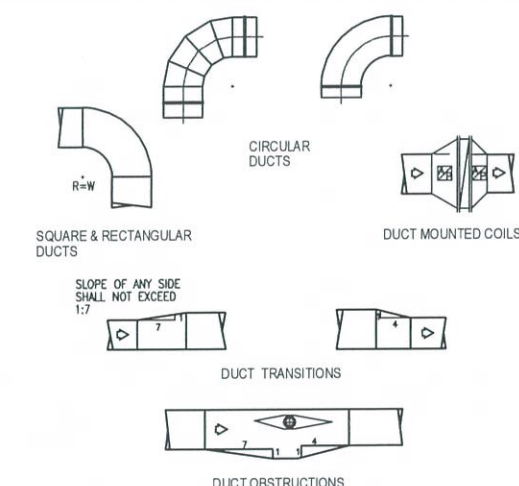 CIRCULAR
DUCTS
R=W
SQUARE & RECTANGULAR
DUCTS
DUCT MOUNTED COILS
SLOPE OF ANY SIDE
SHALL NOT EXCEED
1:7
7 1
4
DUCT TRANSITIONS
7 1 1 4
DUCT OBSTRUCTIONS